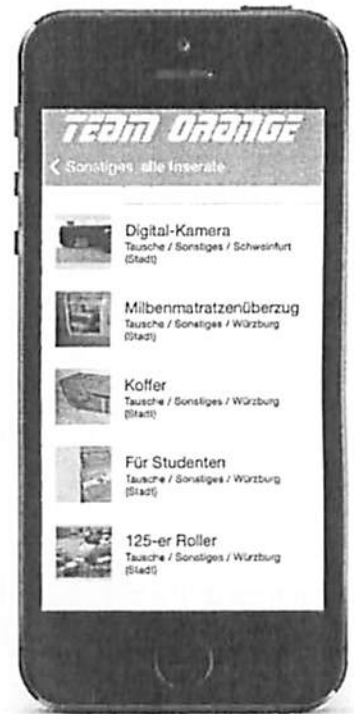 TEAM ORANGE
Sonstiges, alle Inserate
Digital-Kamera
Tausche / Sonstiges / Schweinfurt
(Stadt)
Milbenmatratzenüberzug
Tausche / Sonstiges / Würzburg
(Stadt)
Koffer
Tausche / Sonstiges / Würzburg
(Stadt)
Für Studenten
Tausche / Sonstiges / Würzburg
(Stadt)
125-er Roller
Tausche / Sonstiges / Würzburg
(Stadt)